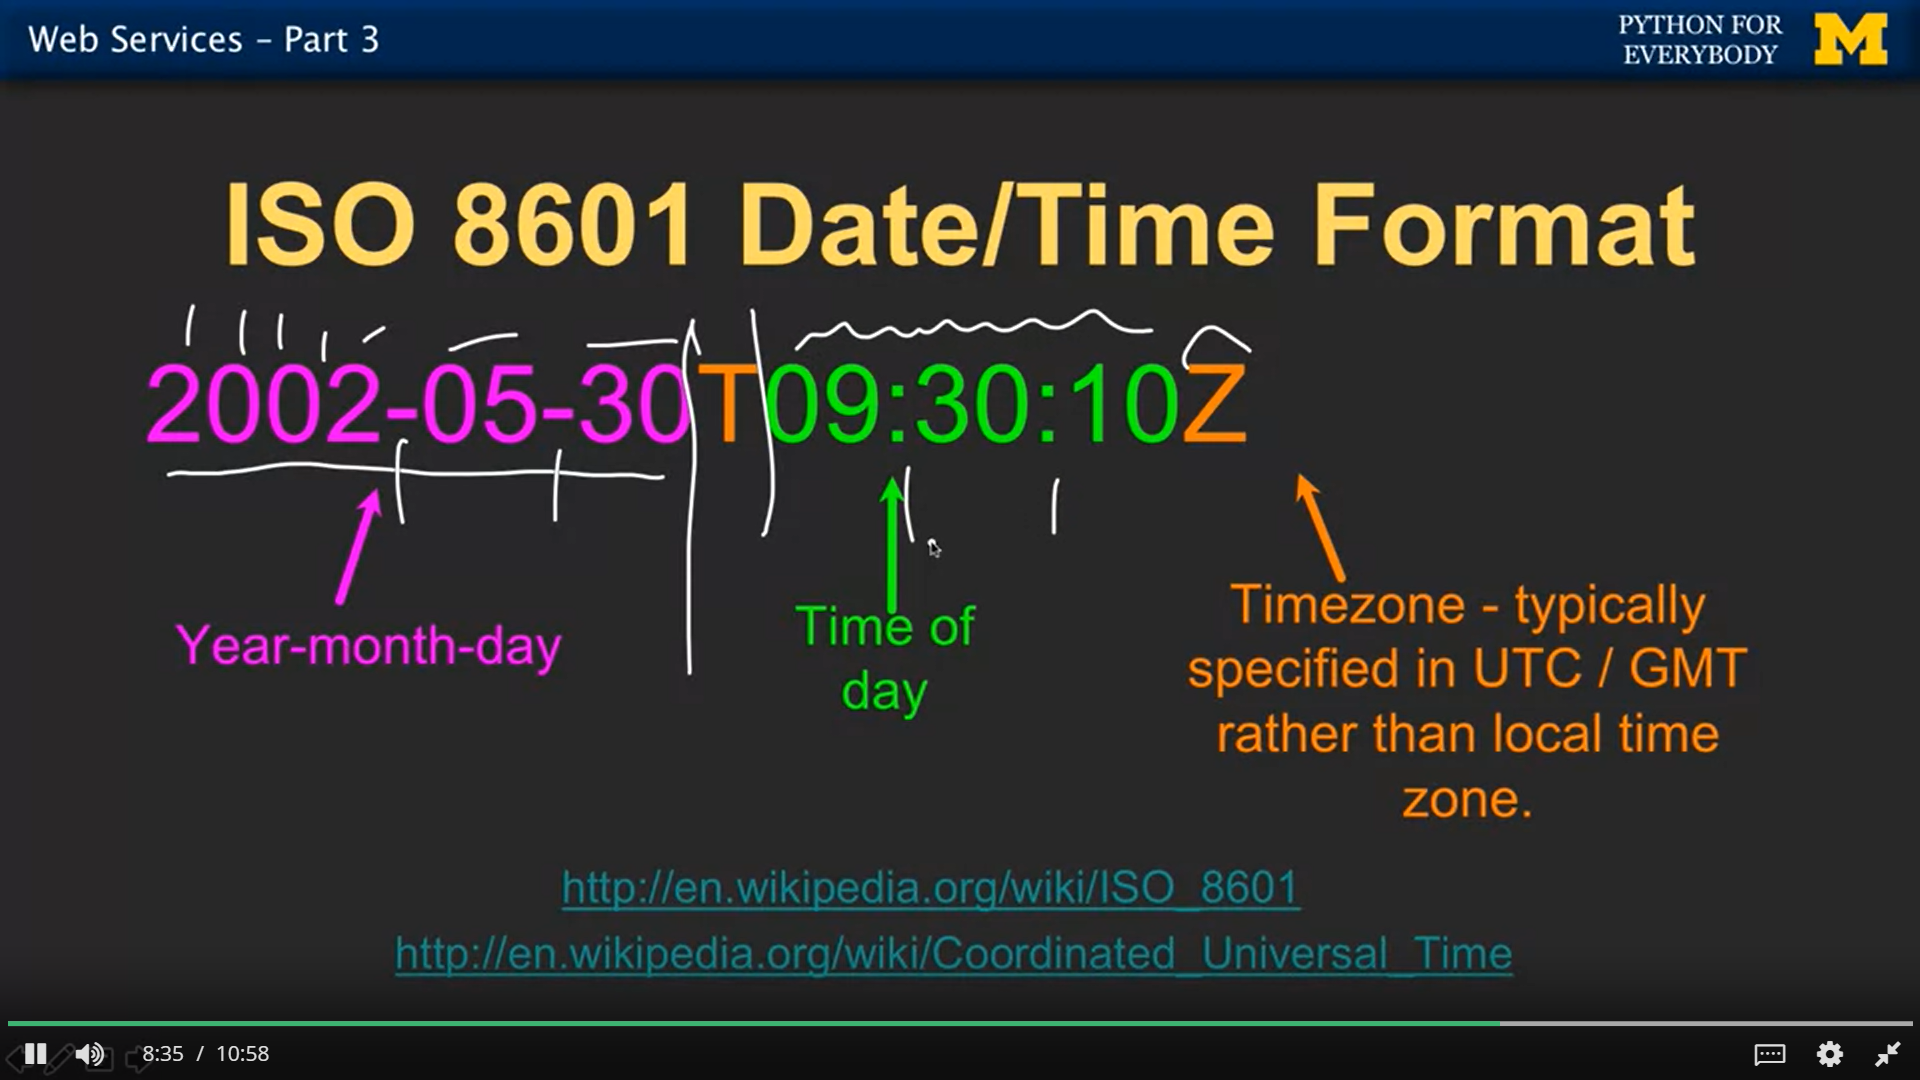 Web Services – Part 3
PYTHON FOR
EVERYBODY
M
ISO 8601 Date/Time Format
2002-05-30T09:30:10Z
Year-month-day
Time of
day
Timezone - typically
specified in UTC / GMT
rather than local time
zone.
http://en.wikipedia.org/wiki/ISO_8601
http://en.wikipedia.org/wiki/Coordinated_Universal_Time
8:35 / 10:58